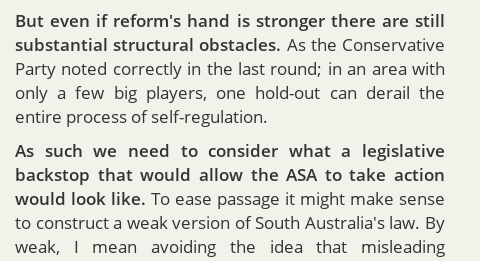 But even if reform's hand is stronger there are still
substantial structural obstacles. As the Conservative
Party noted correctly in the last round; in an area with
only a few big players, one hold-out can derail the
entire process of self-regulation.
As such we need to consider what a legislative
backstop that would allow the ASA to take action
would look like. To ease passage it might make sense
to construct a weak version of South Australia's law. By
weak, I mean avoiding the idea that misleading